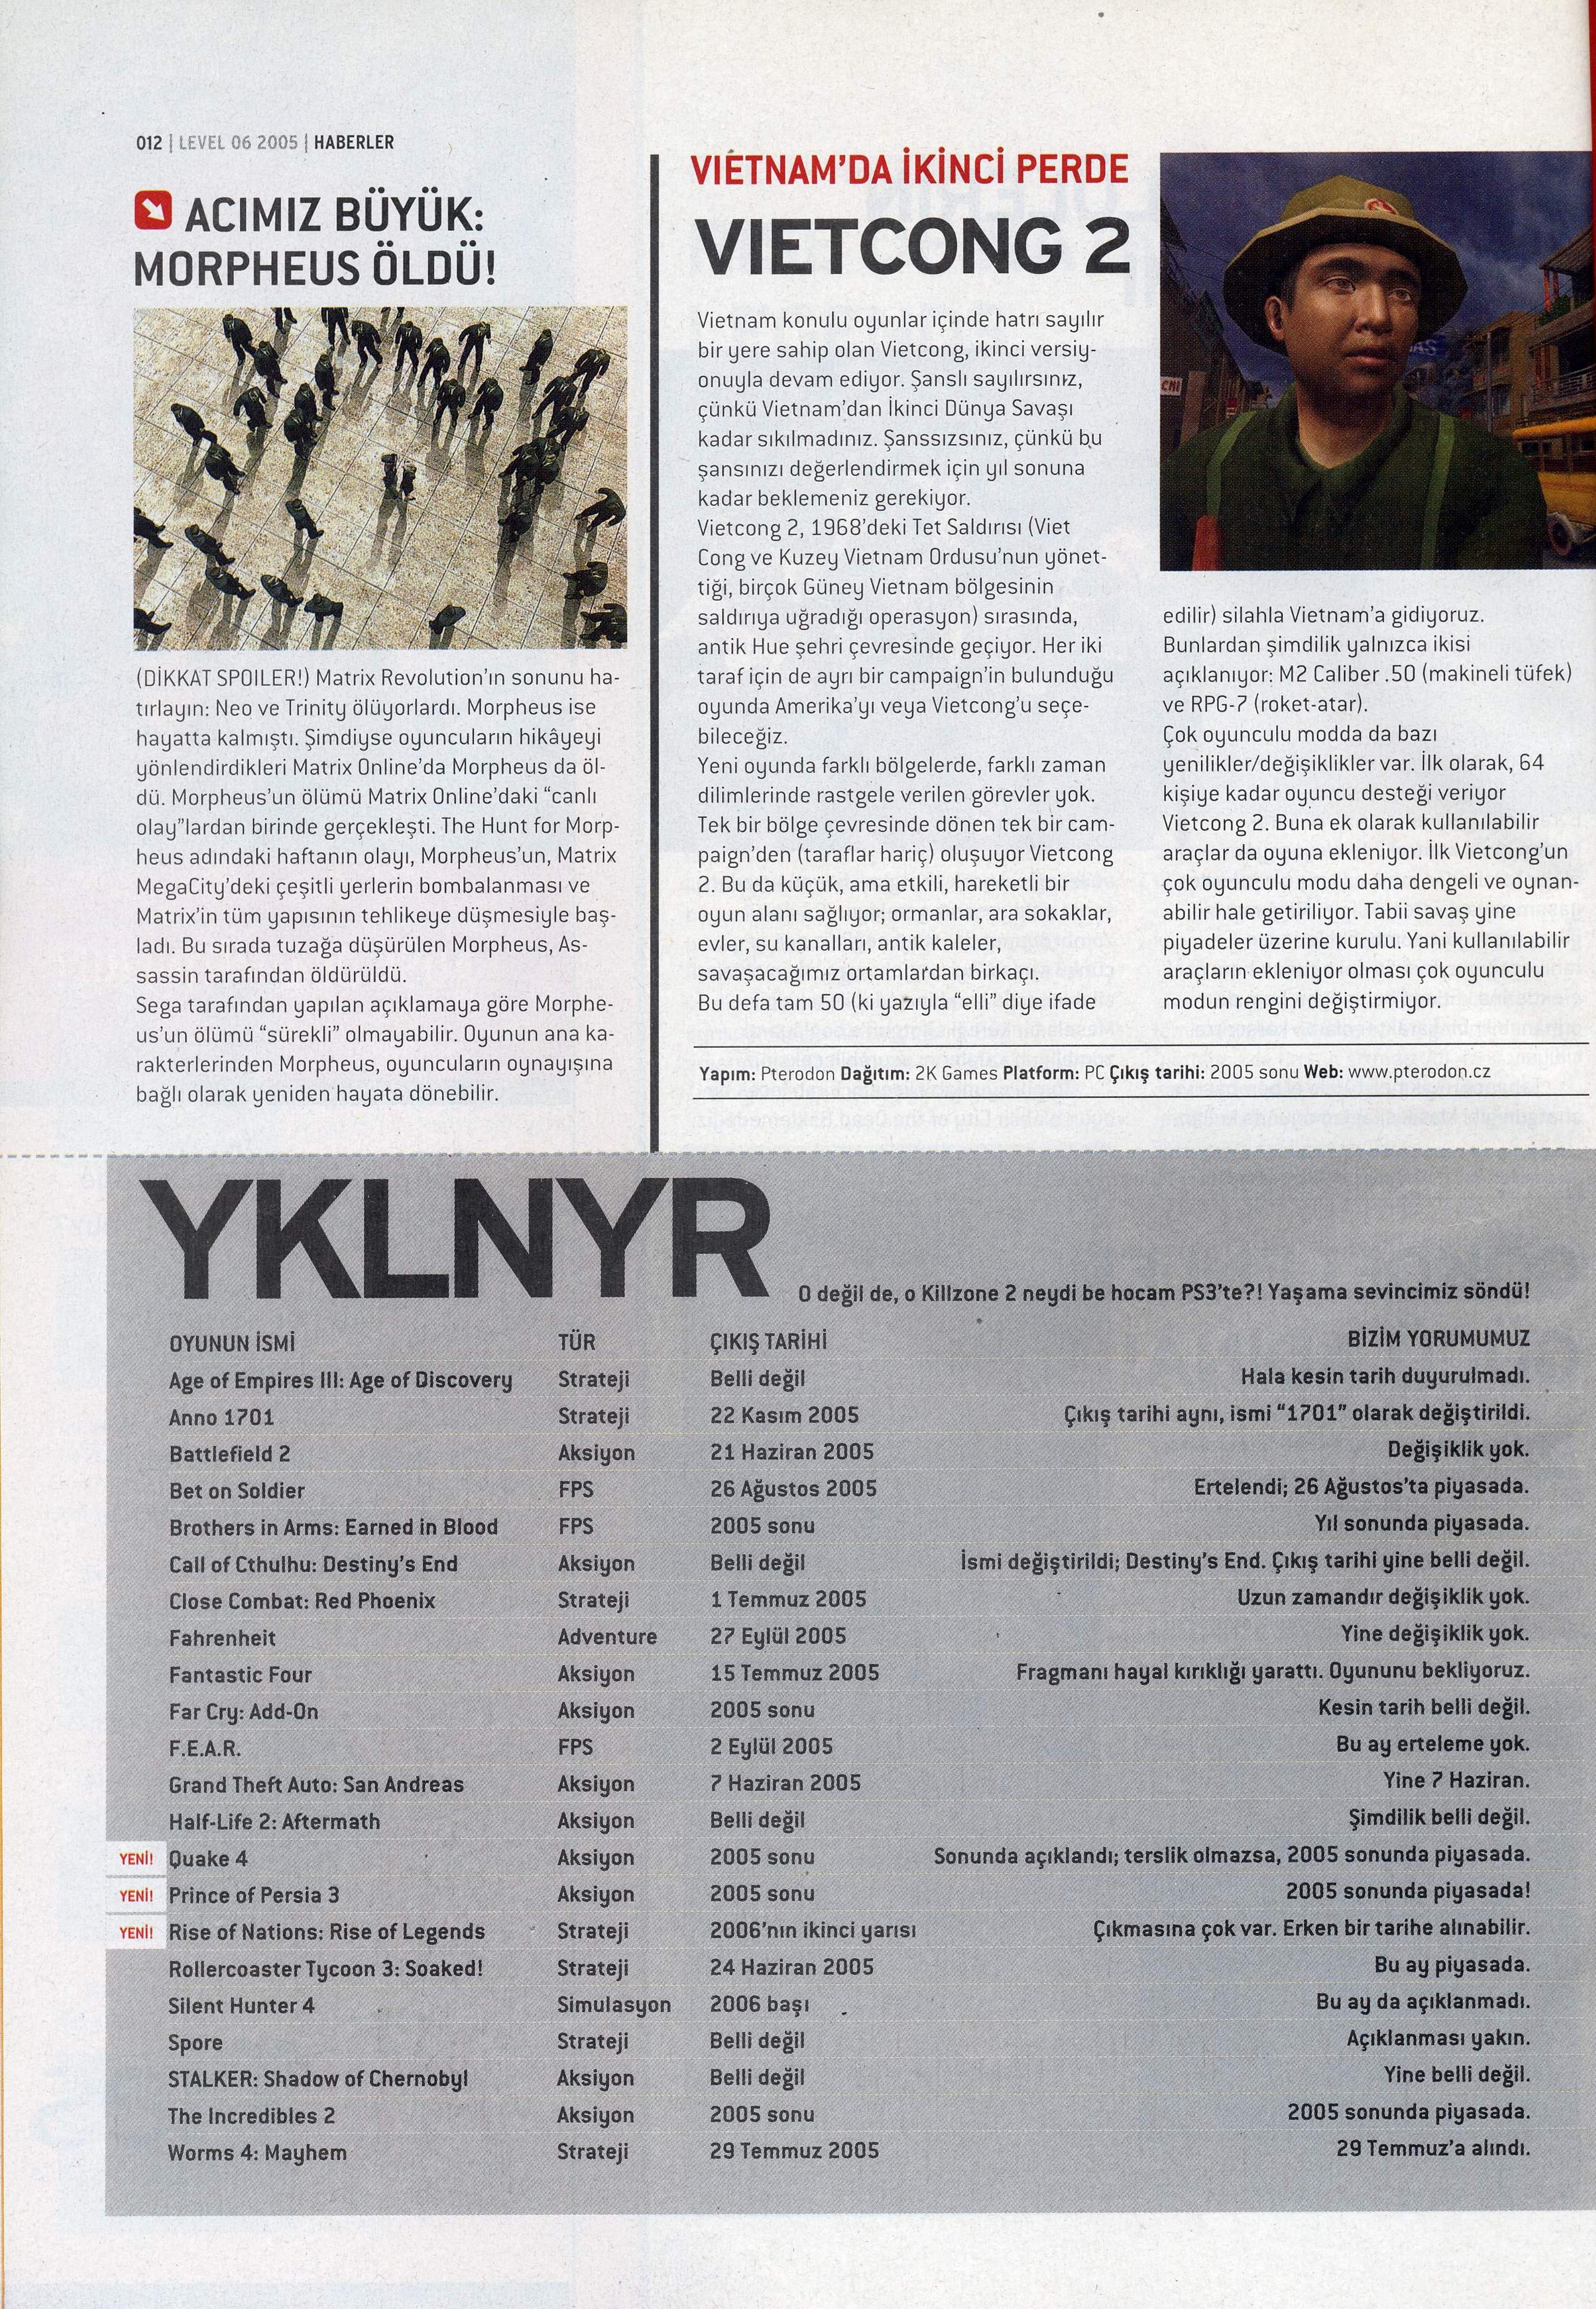 012 | LEVEL 06 2005 | HABERLER
ACIMIZ BÜYÜK:
MORPHEUS ÖLDÜ!
(DİKKAT SPOILER!) Matrix Revolution'ın sonunu ha-
tırlayın: Neo ve Trinity ölüyorlardı. Morpheus ise
hayatta kalmıştı. Şimdiyse oyuncuların hikâyeyi
yönlendirdikleri Matrix Online'da Morpheus da öl-
dü. Morpheus'un ölümü Matrix Online'daki "canlı
olay"lardan birinde gerçekleşti. The Hunt for Morp-
heus adındaki haftanın olayı, Morpheus'un, Matrix
MegaCity'deki çeşitli yerlerin bombalanması ve
Matrix'in tüm yapısının tehlikeye düşmesiyle baş-
ladı. Bu sırada tuzağa düşürülen Morpheus, As-
sassin tarafından öldürüldü.
Sega tarafından yapılan açıklamaya göre Morphe-
us'un ölümü "sürekli" olmayabilir. Oyunun ana ka-
rakterlerinden Morpheus, oyuncuların oynayışına
bağlı olarak yeniden hayata dönebilir.
VIETNAM'DA İKİNCİ PERDE
VIETCONG 2
Vietnam konulu oyunlar içinde hatrı sayılır
bir yere sahip olan Vietcong, ikinci versiy-
onuyla devam ediyor. Şanslı sayılırsınız,
çünkü Vietnam'dan İkinci Dünya Savaşı
kadar sıkılmadınız. Şanssızsınız, çünkü bu
şansınızı değerlendirmek için yıl sonuna
kadar beklemeniz gerekiyor.
Vietcong 2, 1968'deki Tet Saldırısı (Viet
Cong ve Kuzey Vietnam Ordusu'nun yönet-
tiği, birçok Güney Vietnam bölgesinin
saldırıya uğradığı operasyon) sırasında,
antik Hue şehri çevresinde geçiyor. Her iki
taraf için de ayrı bir campaign'in bulunduğu
oyunda Amerika'yı veya Vietcong'u seçe-
bileceğiz.
Yeni oyunda farklı bölgelerde, farklı zaman
dilimlerinde rastgele verilen görevler yok.
Tek bir bölge çevresinde dönen tek bir cam-
paign'den (taraflar hariç) oluşuyor Vietcong
2. Bu da küçük, ama etkili, hareketli bir
oyun alanı sağlıyor; ormanlar, ara sokaklar,
evler, su kanalları, antik kaleler,
savaşacağımız ortamlardan birkaçı.
Bu defa tam 50 (ki yazıyla "elli" diye ifade
CHI
edilir) silahla Vietnam'a gidiyoruz.
Bunlardan şimdilik yalnızca ikisi
açıklanıyor: M2 Caliber .50 (makineli tüfek)
ve RPG-7 (roket-atar).
Çok oyunculu modda da bazı
yenilikler/değişiklikler var. İlk olarak, 64
kişiye kadar oyuncu desteği veriyor
Vietcong 2. Buna ek olarak kullanılabilir
araçlar da oyuna ekleniyor. İlk Vietcong'un
çok oyunculu modu daha dengeli ve oynan-
abilir hale getiriliyor. Tabii savaş yine
piyadeler üzerine kurulu. Yani kullanılabilir
araçların ekleniyor olması çok oyunculu
modun rengini değiştirmiyor.
Yapım: Pterodon Dağıtım: 2K Games Platform: PC Çıkış tarihi: 2005 sonu Web: www.pterodon.cz
YKLNYR
O değil de, o Killzone 2 neydi be hocam PS3'te?! Yaşama sevincimiz söndü!
OYUNUN İSMİ TÜR ÇIKIŞ TARİHİ BİZİM YORUMUMUZ
Age of Empires III: Age of Discovery Strateji Belli değil Hala kesin tarih duyurulmadı.
Anno 1701 Strateji 22 Kasım 2005 Çıkış tarihi aynı, ismi "1701" olarak değiştirildi.
Battlefield 2 Aksiyon 21 Haziran 2005 Değişiklik yok.
Bet on Soldier FPS 26 Ağustos 2005 Ertelendi; 26 Ağustos'ta piyasada.
Brothers in Arms: Earned in Blood FPS 2005 sonu Yıl sonunda piyasada.
Call of Cthulhu: Destiny's End Aksiyon Belli değil İsmi değiştirildi; Destiny's End. Çıkış tarihi yine belli değil.
Close Combat: Red Phoenix Strateji 1 Temmuz 2005 Uzun zamandır değişiklik yok.
Fahrenheit Adventure 27 Eylül 2005 Yine değişiklik yok.
Fantastic Four Aksiyon 15 Temmuz 2005 Fragmanı hayal kırıklığı yarattı. Oyununu bekliyoruz.
Far Cry: Add-On Aksiyon 2005 sonu Kesin tarih belli değil.
F.E.A.R. FPS 2 Eylül 2005 Bu ay erteleme yok.
Grand Theft Auto: San Andreas Aksiyon 7 Haziran 2005 Yine 7 Haziran.
Half-Life 2: Aftermath Aksiyon Belli değil Şimdilik belli değil.
YENİ! Quake 4 Aksiyon 2005 sonu Sonunda açıklandı; terslik olmazsa, 2005 sonunda piyasada.
YENİ! Prince of Persia 3 Aksiyon 2005 sonu 2005 sonunda piyasada!
YENİ! Rise of Nations: Rise of Legends Strateji 2006'nın ikinci yarısı Çıkmasına çok var. Erken bir tarihe alınabilir.
Rollercoaster Tycoon 3: Soaked! Strateji 24 Haziran 2005 Bu ay piyasada.
Silent Hunter 4 Simulasyon 2006 başı Bu ay da açıklanmadı.
Spore Strateji Belli değil Açıklanması yakın.
STALKER: Shadow of Chernobyl Aksiyon Belli değil Yine belli değil.
The Incredibles 2 Aksiyon 2005 sonu 2005 sonunda piyasada.
Worms 4: Mayhem Strateji 29 Temmuz 2005 29 Temmuz'a alındı.